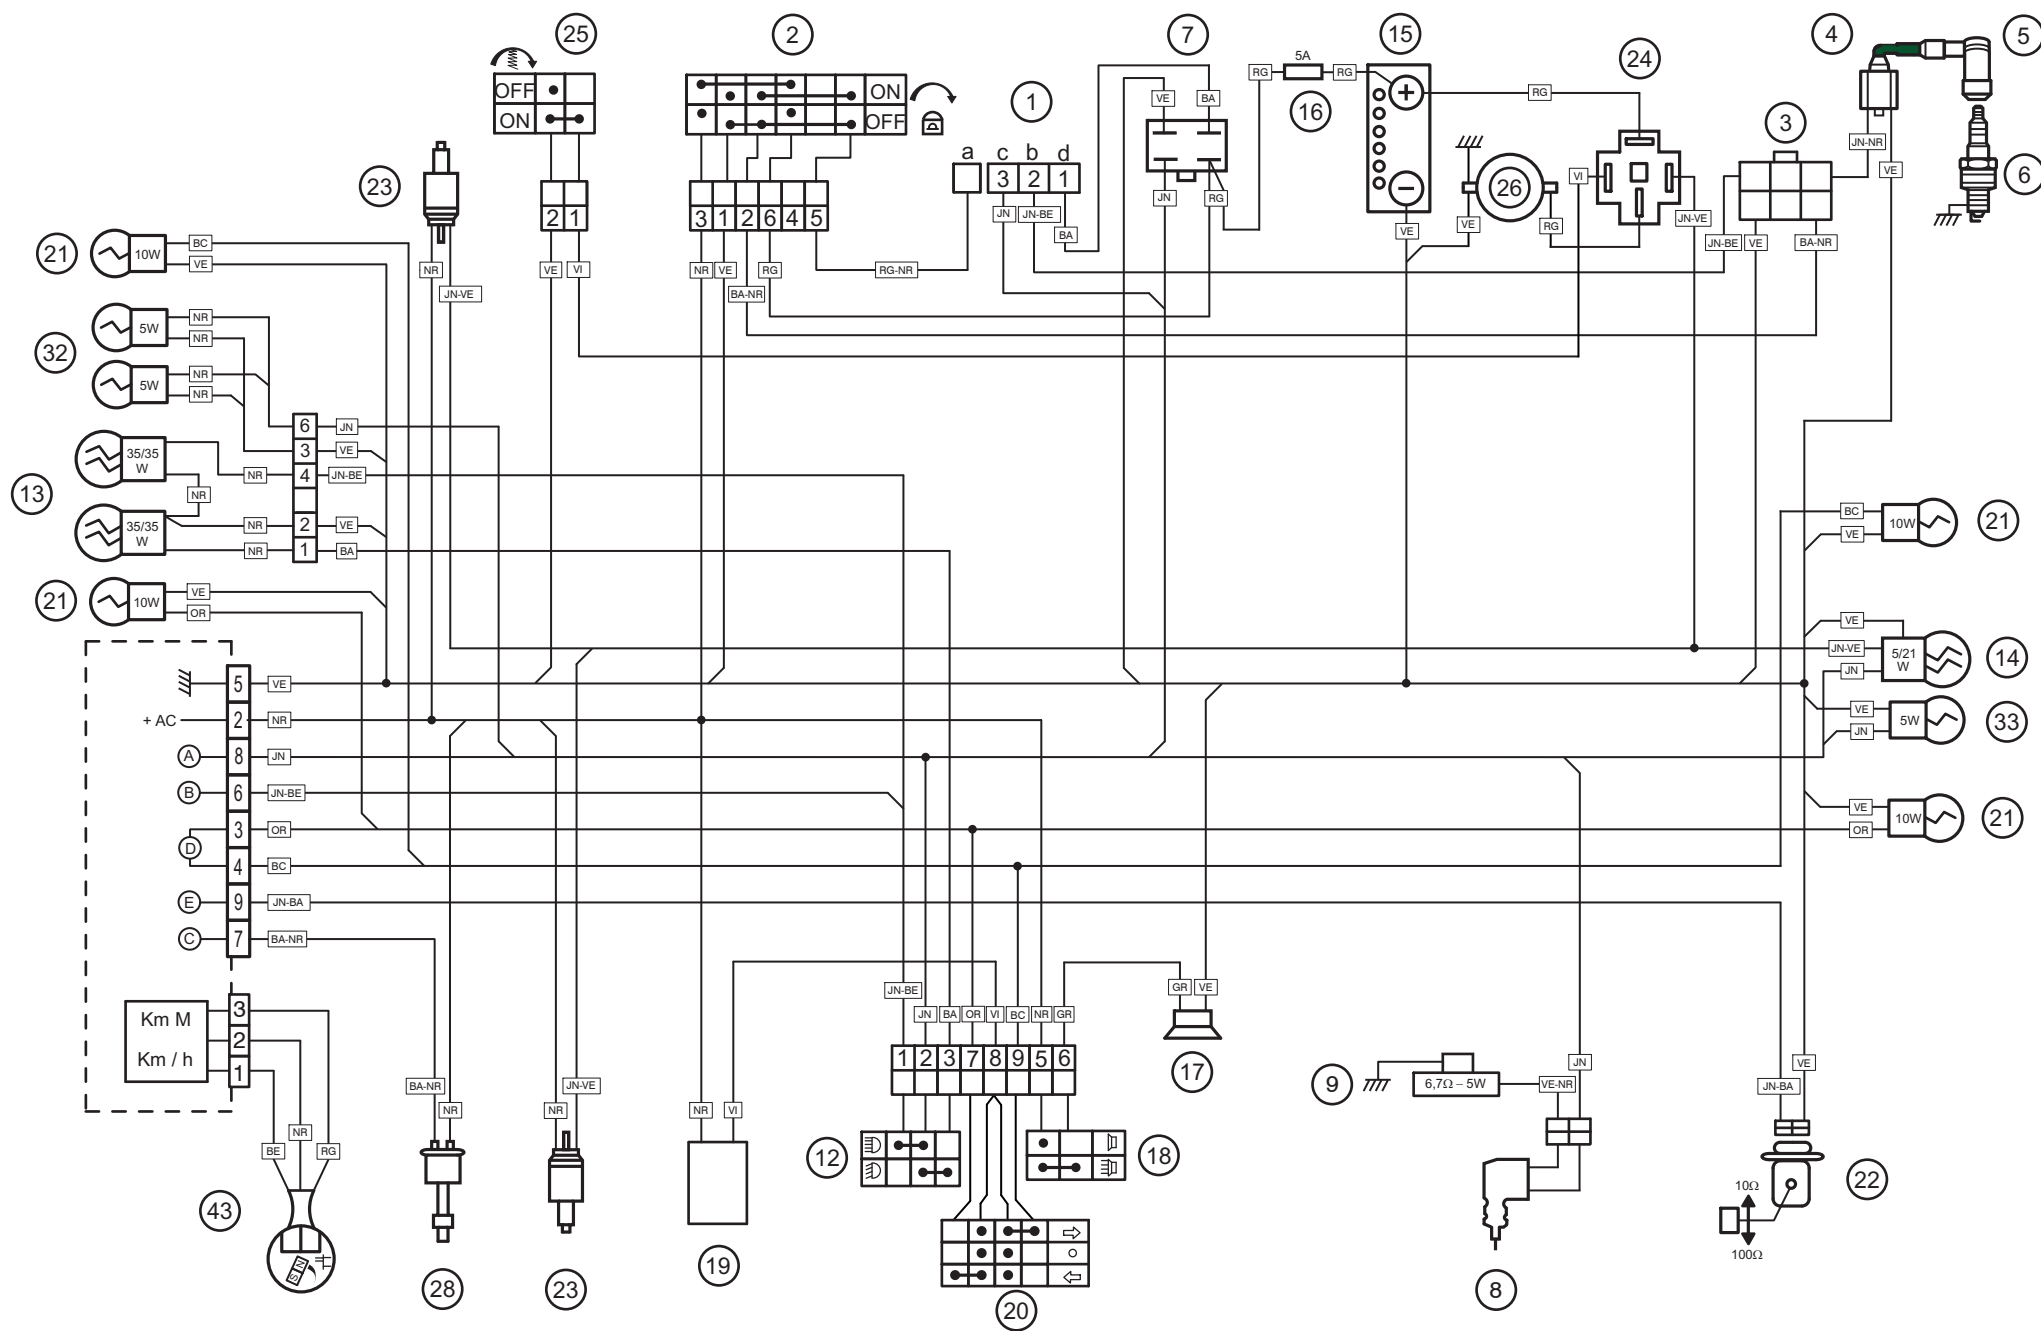 25
2
7
15
24
4
5
OFF
ON
ON
OFF
1
VE
BA
RG
5A
RG
16
RG
3
JN-NR
VE
6
23
a
c
b
d
3
2
1
2
1
3
1
2
6
4
5
JN
JN-BE
BA
JN
RG
26
VI
VE
VE
RG
JN-VE
JN-BE
VE
BA-NR
21
10W
BC
VE
NR
JN-VE
VE
VI
NR
VE
BA-NR
RG
RG-NR
32
5W
NR
NR
5W
NR
NR
13
35/35
W
NR
NR
35/35
W
NR
NR
6
3
4
2
1
JN
VE
JN-BE
VE
BA
21
10W
VE
OR
BC
VE
10W
21
5
VE
+ AC
2
NR
A
8
JN
B
6
JN-BE
D
3
OR
4
BC
E
9
JN-BA
C
7
BA-NR
VE
JN-VE
JN
5/21
W
14
VE
JN
5W
33
VE
OR
10W
21
Km M
Km / h
3
2
1
BE
NR
RG
43
S
N
BA-NR
NR
28
NR
JN-VE
23
NR
VI
19
JN-BE
JN
BA
OR
VI
BC
NR
GR
1
2
3
7
8
9
5
6
12
18
20
GR
VE
17
9
6,7Ω – 5W
VE-NR
JN
8
JN-BA
VE
22
10Ω
100Ω